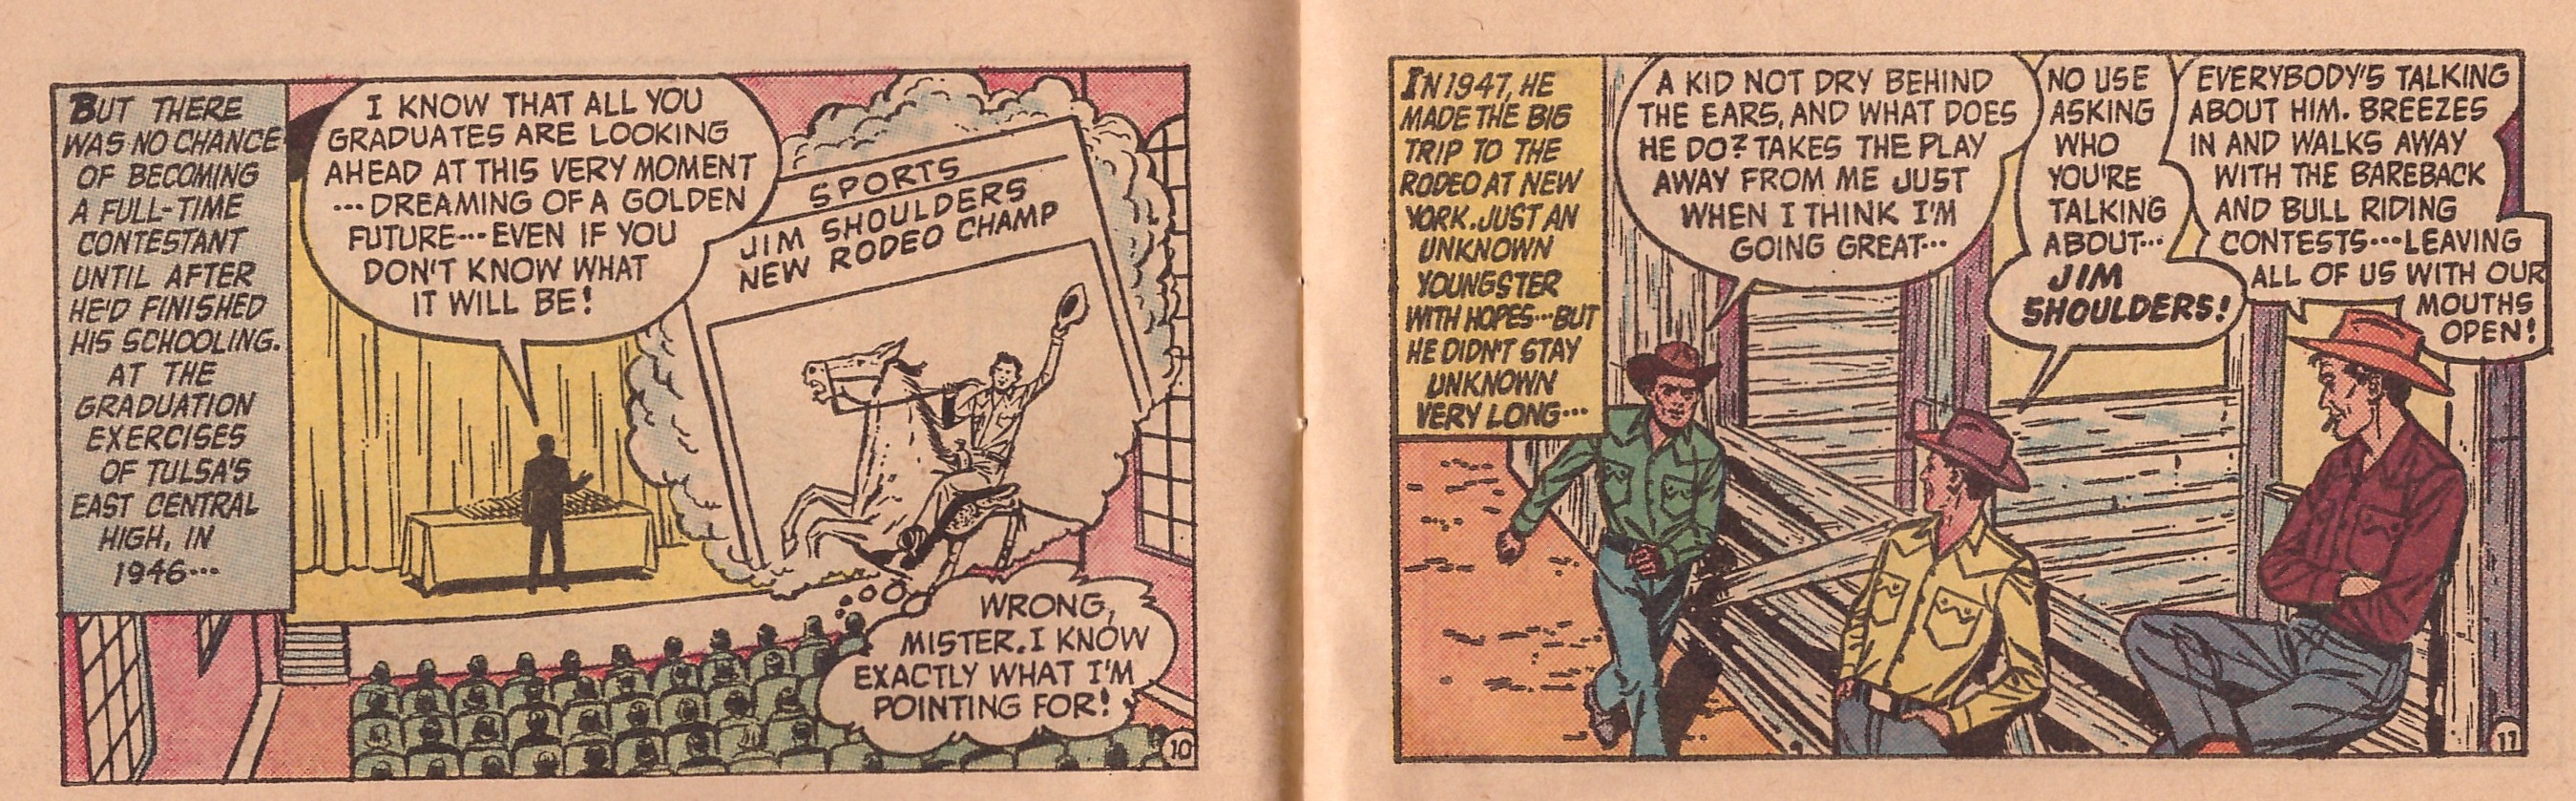 BUT THERE
WAS NO CHANCE
OF BECOMING
A FULL-TIME
CONTESTANT
UNTIL AFTER
HE'D FINISHED
HIS SCHOOLING.
AT THE
GRADUATION
EXERCISES
OF TULSA'S
EAST CENTRAL
HIGH, IN
1946---
I KNOW THAT ALL YOU
GRADUATES ARE LOOKING
AHEAD AT THIS VERY MOMENT
---DREAMING OF A GOLDEN
FUTURE---EVEN IF YOU
DON'T KNOW WHAT
IT WILL BE!
SPORTS
JIM SHOULDERS
NEW RODEO CHAMP
WRONG,
MISTER. I KNOW
EXACTLY WHAT I'M
POINTING FOR!
10
IN 1947, HE
MADE THE BIG
TRIP TO THE
RODEO AT NEW
YORK. JUST AN
UNKNOWN
YOUNGSTER
WITH HOPES---BUT
HE DIDN'T STAY
UNKNOWN
VERY LONG---
A KID NOT DRY BEHIND
THE EARS, AND WHAT DOES
HE DO? TAKES THE PLAY
AWAY FROM ME JUST
WHEN I THINK I'M
GOING GREAT---
NO USE
ASKING
WHO
YOU'RE
TALKING
ABOUT---
JIM
SHOULDERS!
EVERYBODY'S TALKING
ABOUT HIM. BREEZES
IN AND WALKS AWAY
WITH THE BAREBACK
AND BULL RIDING
CONTESTS---LEAVING
ALL OF US WITH OUR
MOUTHS
OPEN!
11